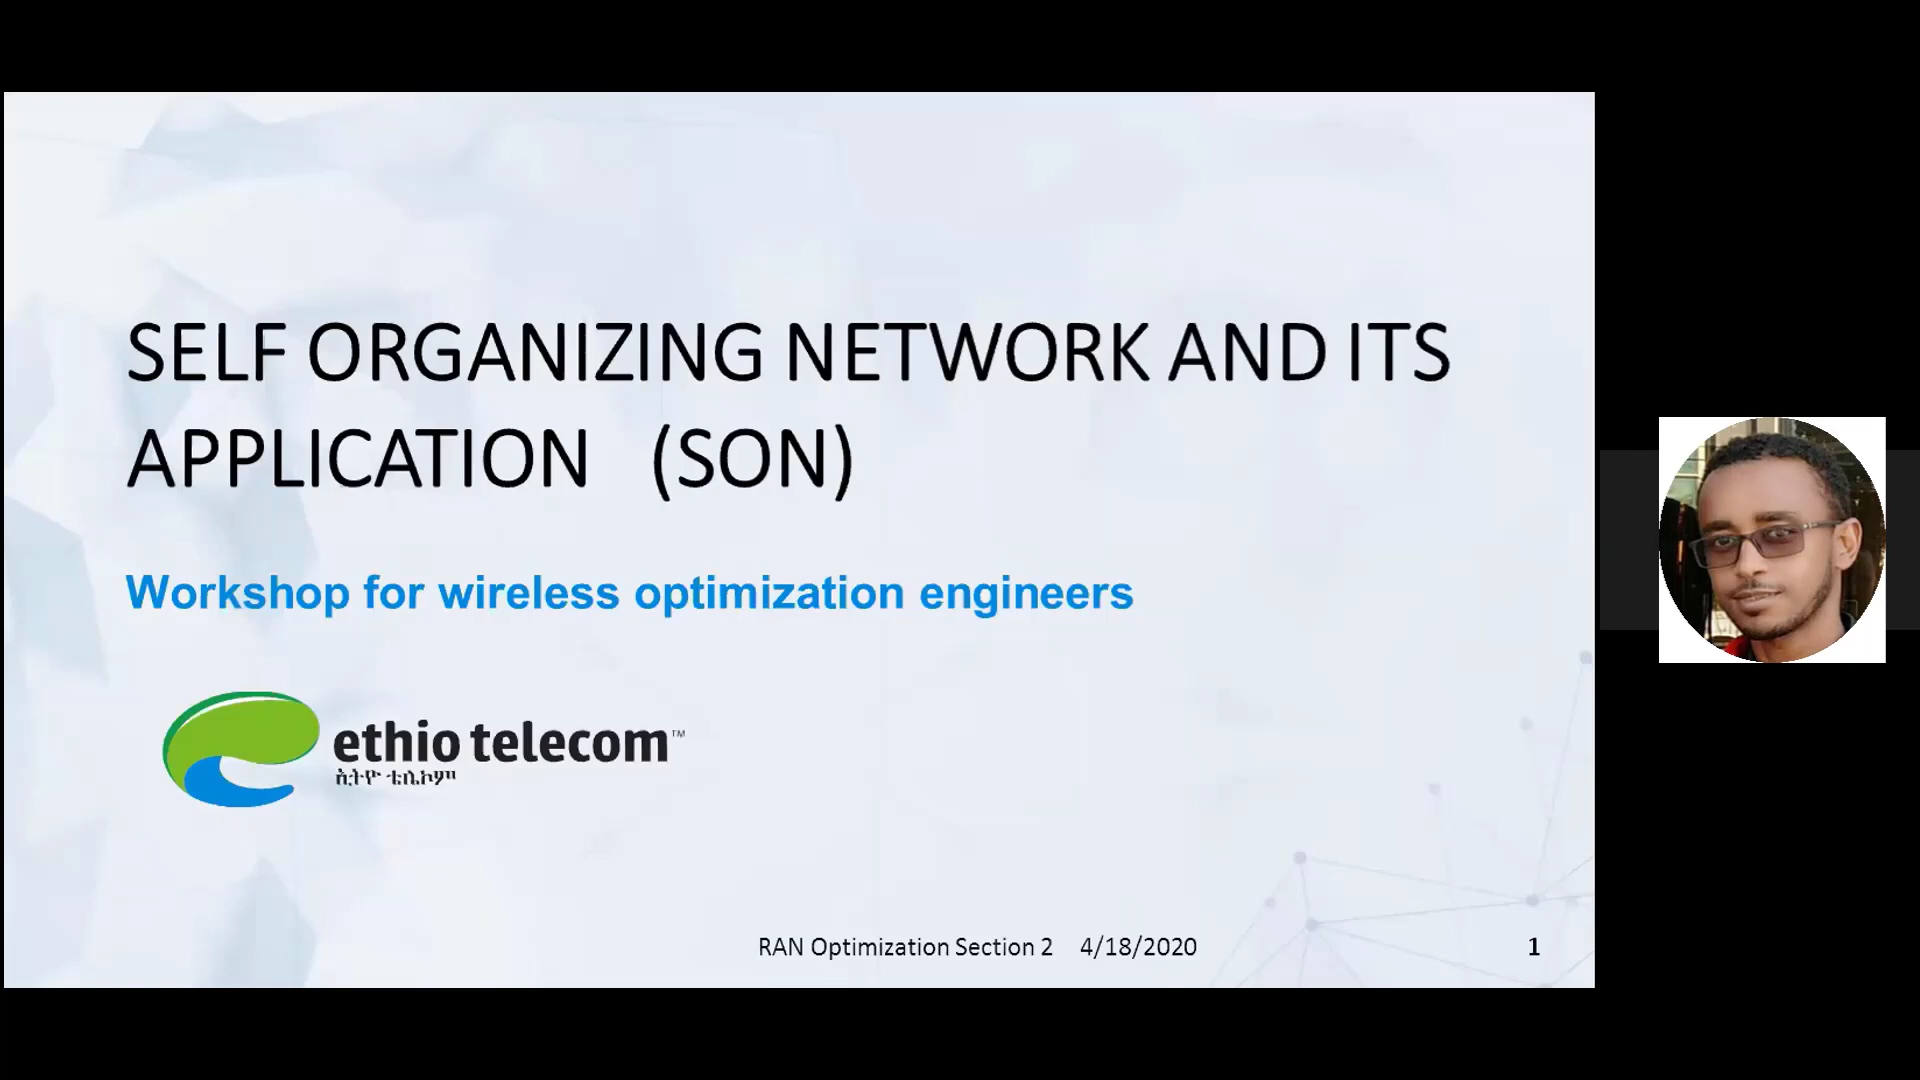 SELF ORGANIZING NETWORK AND ITS
APPLICATION (SON)
Workshop for wireless optimization engineers
ethio telecom™
ኢትዮ ቴሌኮም
RAN Optimization Section 2 4/18/2020 1